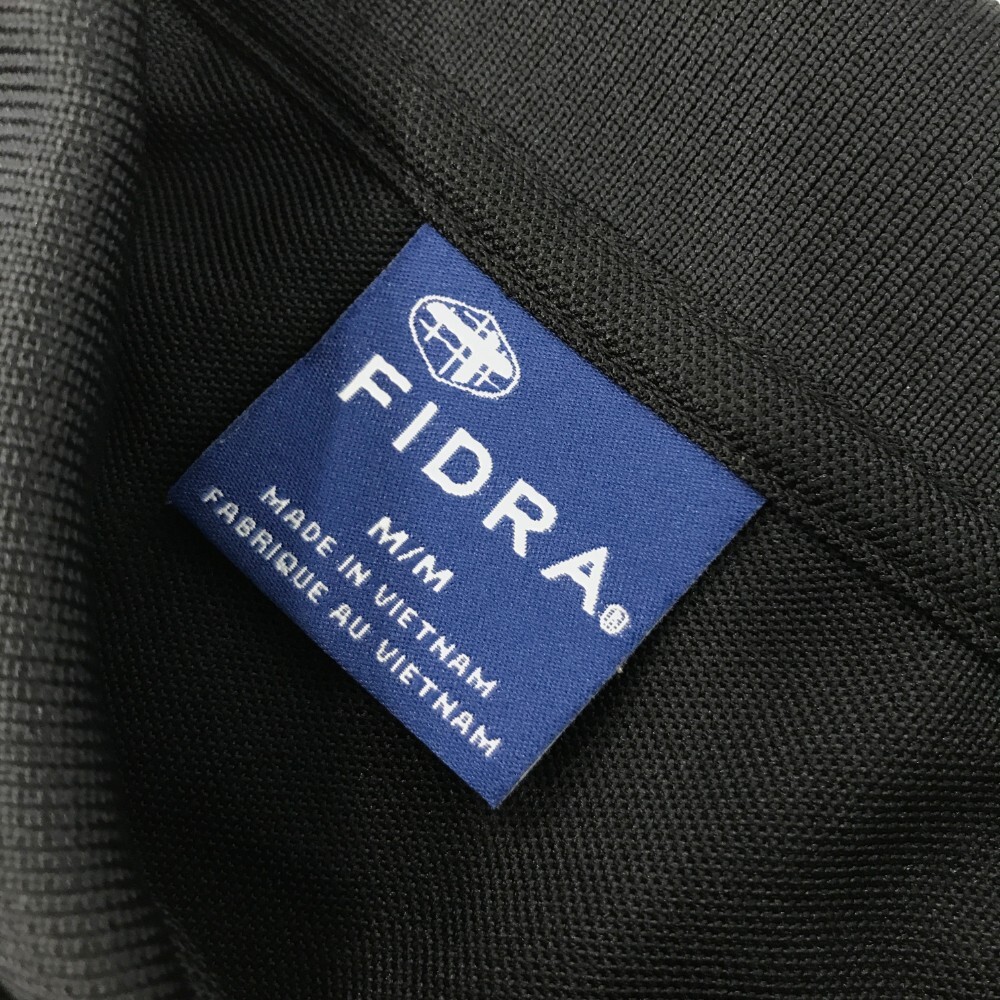 FIDRA®
M/M
MADE IN VIETNAM
FABRIQUE AU VIETNAM